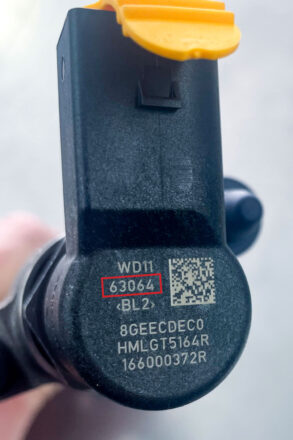 WD11
63064
<BL2>
8GEECDEC0
HMLGT5164R
166000372R